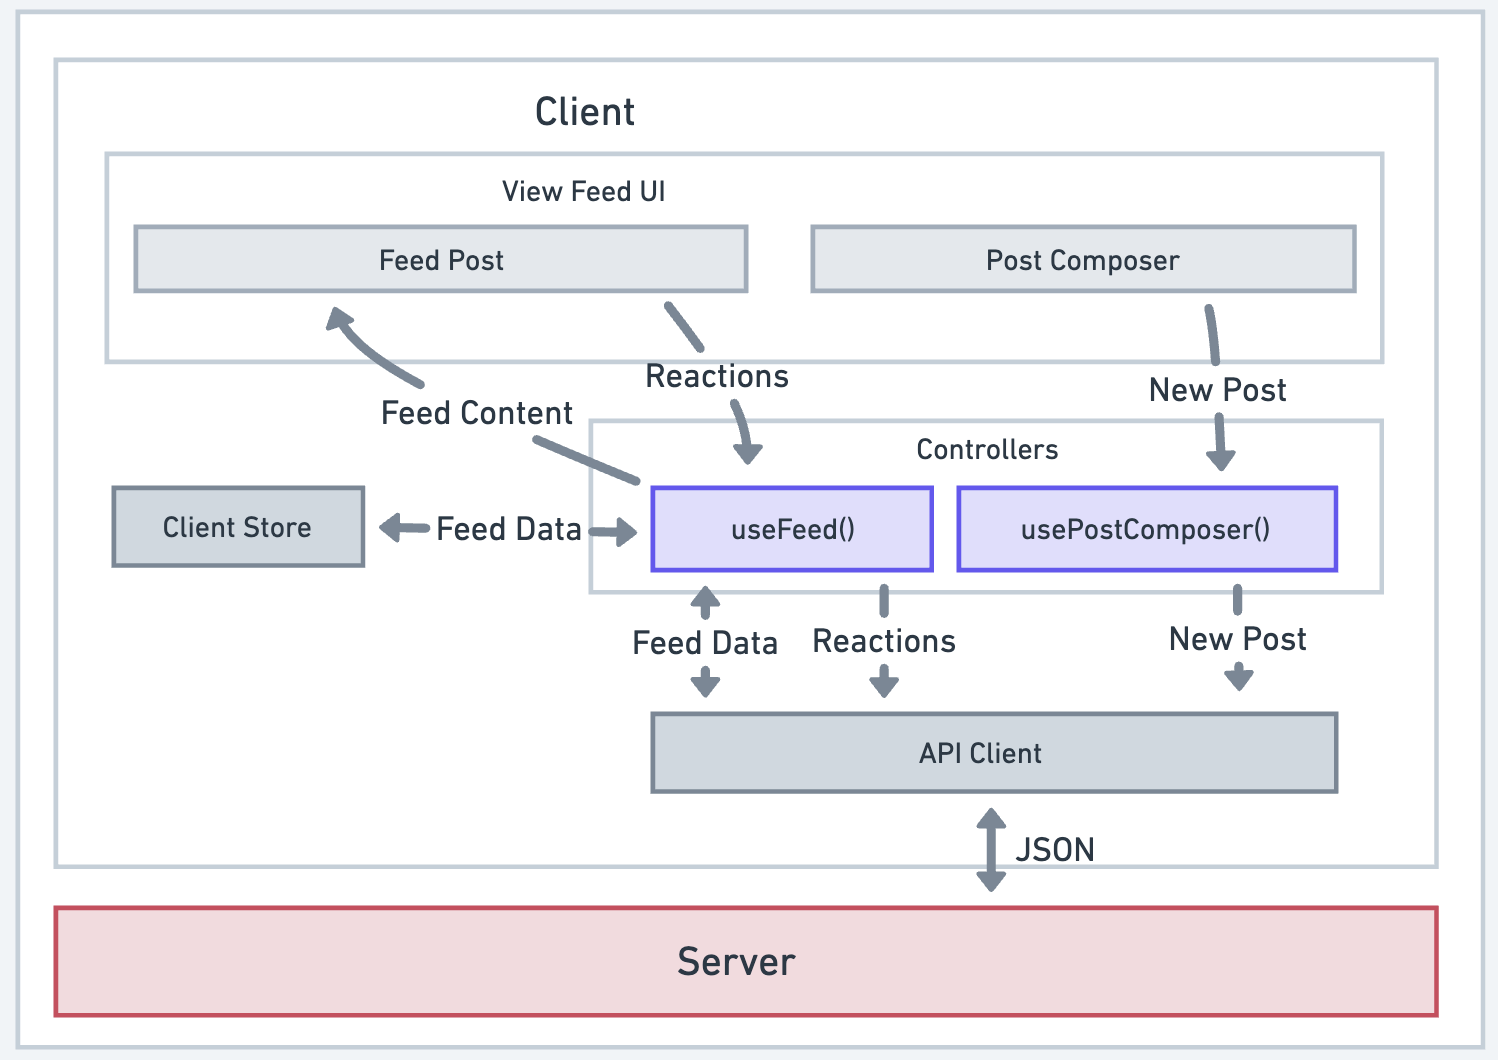 Client
View Feed UI
Feed Post
Post Composer
Reactions
New Post
Feed Content
Controllers
Client Store
Feed Data
useFeed()
usePostComposer()
Feed Data
Reactions
New Post
API Client
JSON
Server